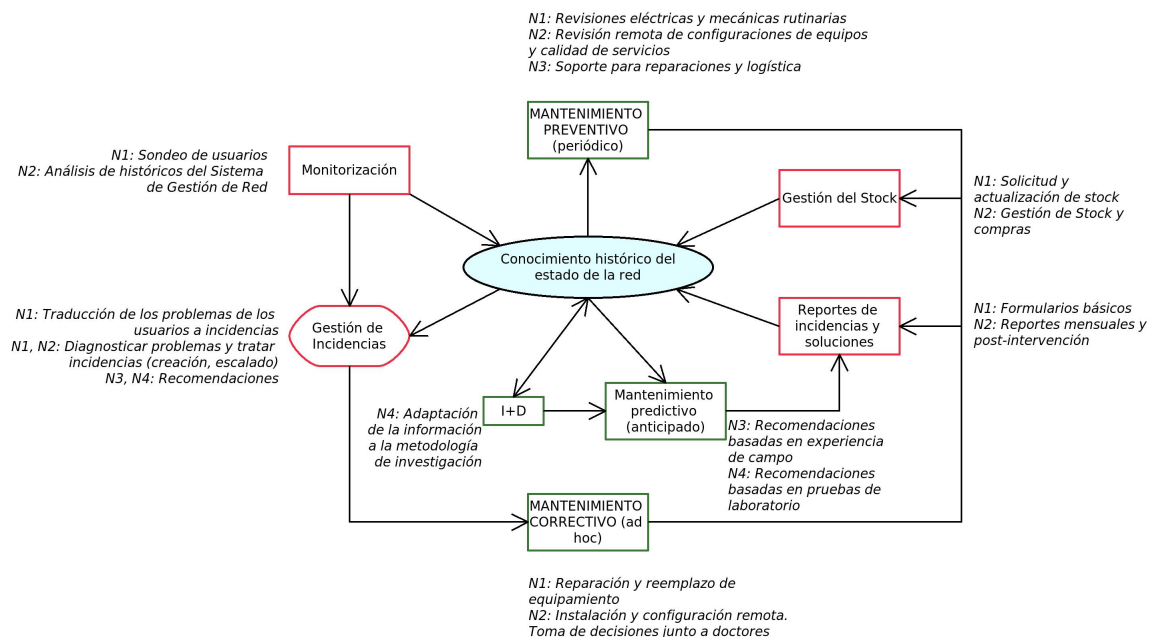 N1: Revisiones eléctricas y mecánicas rutinarias
N2: Revisión remota de configuraciones de equipos
y calidad de servicios
N3: Soporte para reparaciones y logística
MANTENIMIENTO
PREVENTIVO
(periódico)
N1: Sondeo de usuarios
N2: Análisis de históricos del Sistema
de Gestión de Red
Monitorización
Gestión del Stock
N1: Solicitud y
actualización de stock
N2: Gestión de Stock y
compras
Conocimiento histórico del
estado de la red
N1: Traducción de los problemas de los
usuarios a incidencias
N1, N2: Diagnosticar problemas y tratar
incidencias (creación, escalado)
N3, N4: Recomendaciones
Gestión de
Incidencias
Reportes de
incidencias y
soluciones
N1: Formularios básicos
N2: Reportes mensuales y
post-intervención
N4: Adaptación
de la información
a la metodología
de investigación
I+D
Mantenimiento
predictivo
(anticipado)
N3: Recomendaciones
basadas en experiencia
de campo
N4: Recomendaciones
basadas en pruebas de
laboratorio
MANTENIMIENTO
CORRECTIVO (ad
hoc)
N1: Reparación y reemplazo de
equipamiento
N2: Instalación y configuración remota.
Toma de decisiones junto a doctores